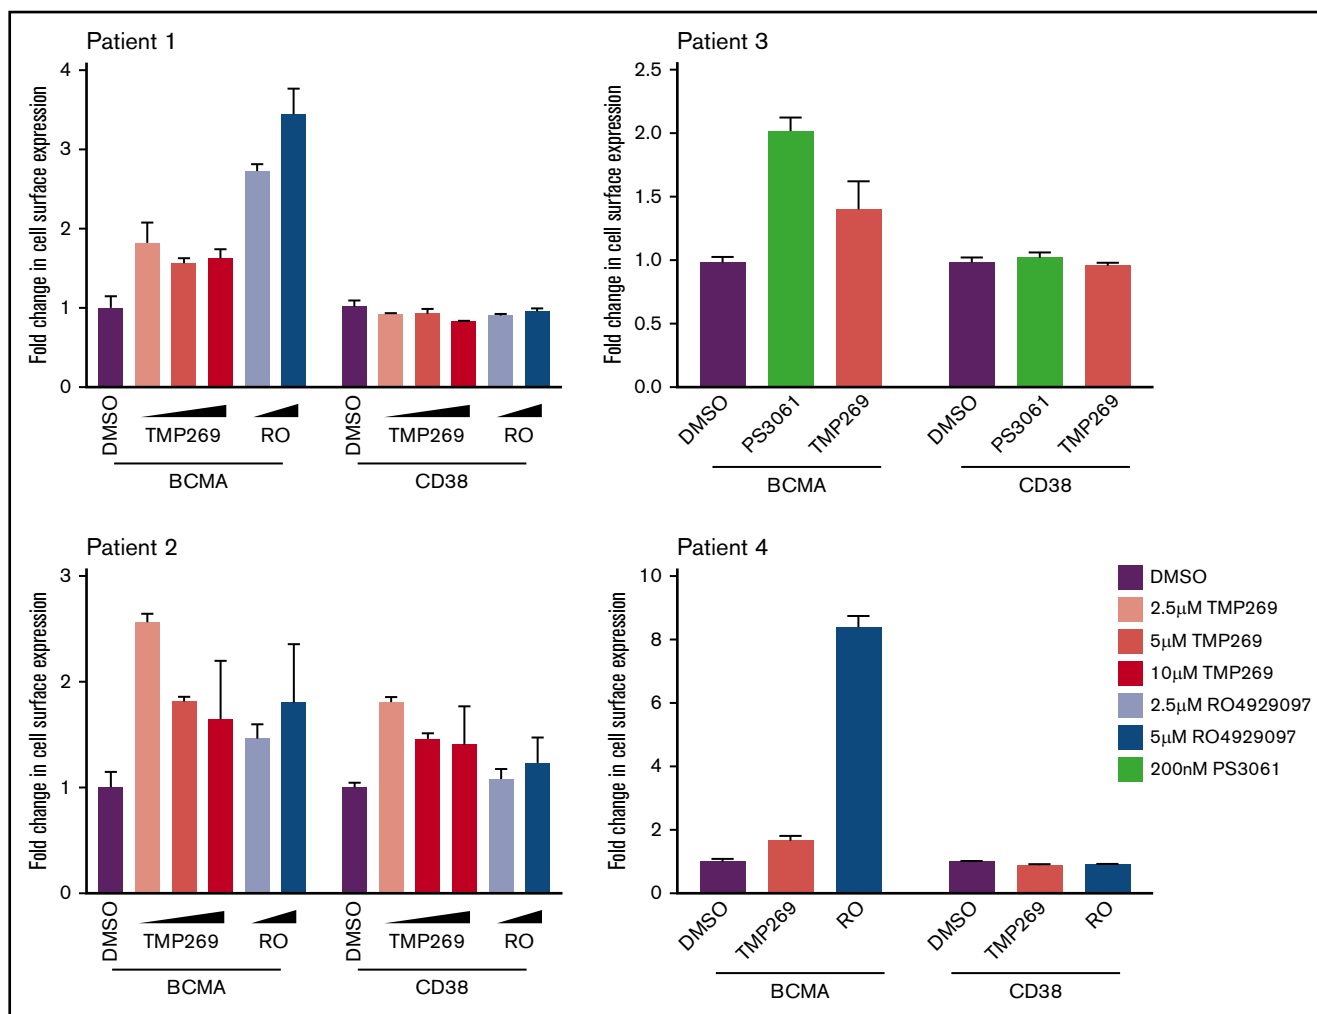 Patient 1
Fold change in cell surface expression
4
3
2
1
0
DMSO
TMP269
RO
DMSO
TMP269
RO
BCMA
CD38
Patient 3
Fold change in cell surface expression
2.5
2.0
1.5
1.0
0.5
0.0
DMSO
PS3061
TMP269
DMSO
PS3061
TMP269
BCMA
CD38
Patient 2
Fold change in cell surface expression
3
2
1
0
DMSO
TMP269
RO
DMSO
TMP269
RO
BCMA
CD38
Patient 4
Fold change in cell surface expression
10
8
6
4
2
0
DMSO
TMP269
RO
DMSO
TMP269
RO
BCMA
CD38
DMSO
2.5μM TMP269
5μM TMP269
10μM TMP269
2.5μM RO4929097
5μM RO4929097
200nM PS3061